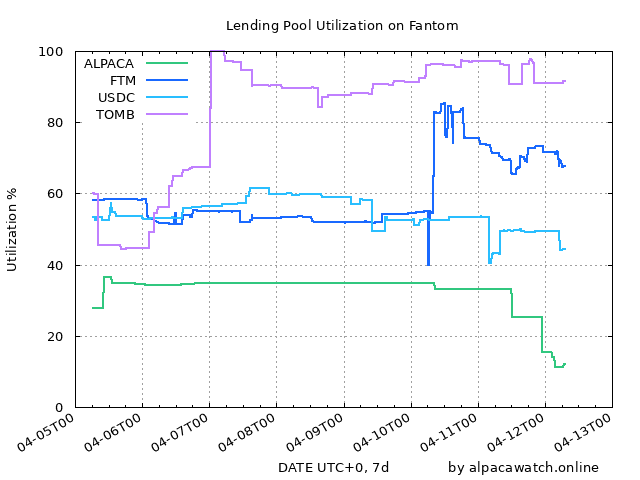 Lending Pool Utilization on Fantom
Utilization %
100
80
60
40
20
0
ALPACA
FTM
USDC
TOMB
04-05T00
04-06T00
04-07T00
04-08T00
04-09T00
04-10T00
04-11T00
04-12T00
04-13T00
DATE UTC+0, 7d
by alpacawatch.online